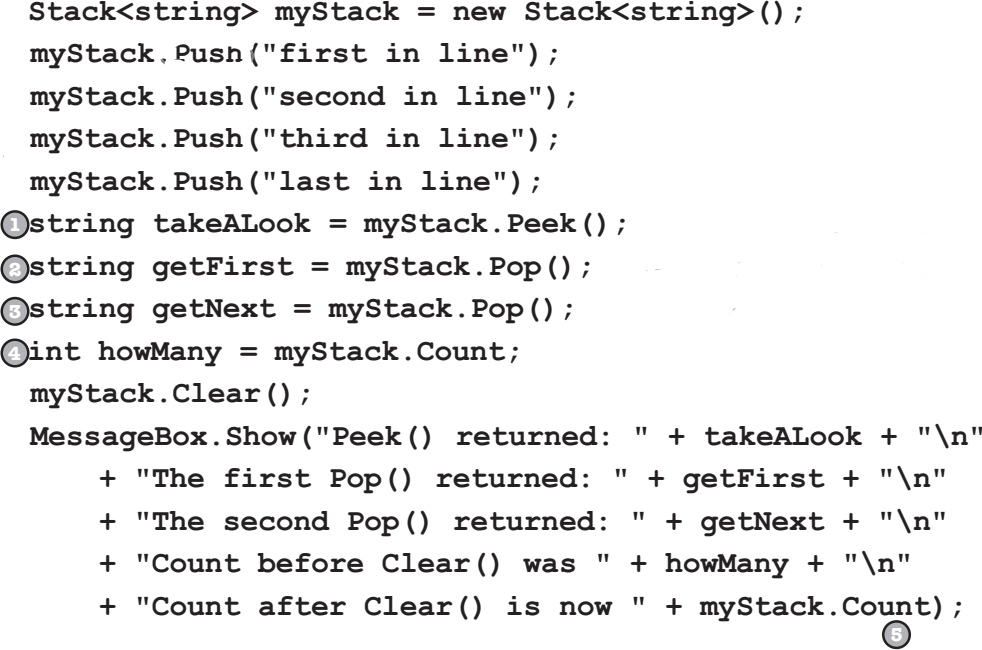 Stack<string> myStack = new Stack<string>();
myStack.Push("first in line");
myStack.Push("second in line");
myStack.Push("third in line");
myStack.Push("last in line");
1 string takeALook = myStack.Peek();
2 string getFirst = myStack.Pop();
3 string getNext = myStack.Pop();
4 int howMany = myStack.Count;
myStack.Clear();
MessageBox.Show("Peek() returned: " + takeALook + "\n"
+ "The first Pop() returned: " + getFirst + "\n"
+ "The second Pop() returned: " + getNext + "\n"
+ "Count before Clear() was " + howMany + "\n"
+ "Count after Clear() is now " + myStack.Count);
5